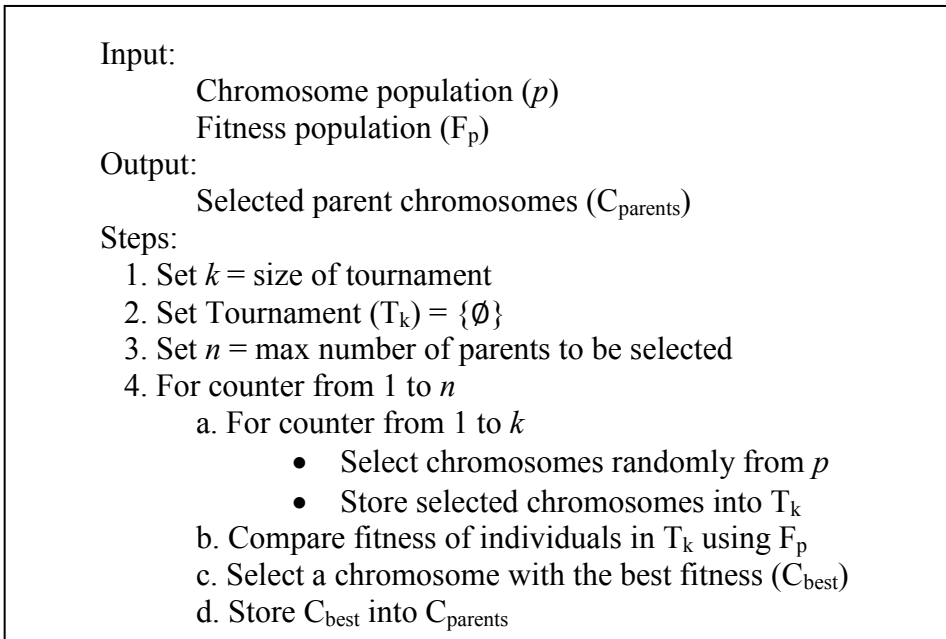 Input:
Chromosome population (p)
Fitness population (Fp)
Output:
Selected parent chromosomes (Cparents)
Steps:
1. Set k = size of tournament
2. Set Tournament (Tk) = {∅}
3. Set n = max number of parents to be selected
4. For counter from 1 to n
a. For counter from 1 to k
• Select chromosomes randomly from p
• Store selected chromosomes into Tk
b. Compare fitness of individuals in Tk using Fp
c. Select a chromosome with the best fitness (Cbest)
d. Store Cbest into Cparents